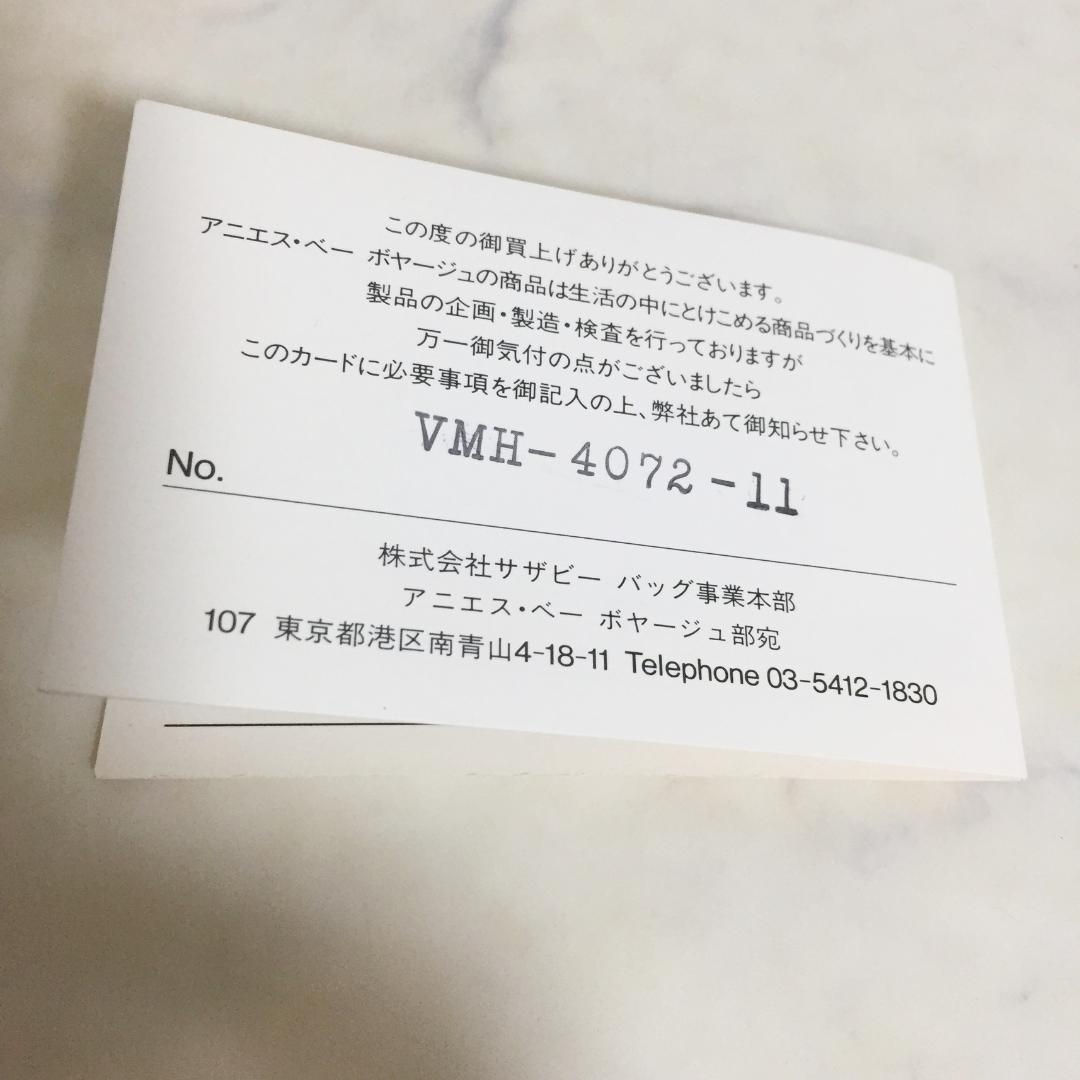 この度の御買上げありがとうございます。
アニエス・ベー ボヤージュの商品は生活の中にとけこめる商品づくりを基本に
製品の企画・製造・検査を行っておりますが
万一御気付の点がございましたら
このカードに必要事項を御記入の上、弊社あて御知らせ下さい。
VMH-4072-11
No.
株式会社サザビー バッグ事業本部
アニエス・ベー ボヤージュ部宛
107 東京都港区南青山4-18-11 Telephone 03-5412-1830